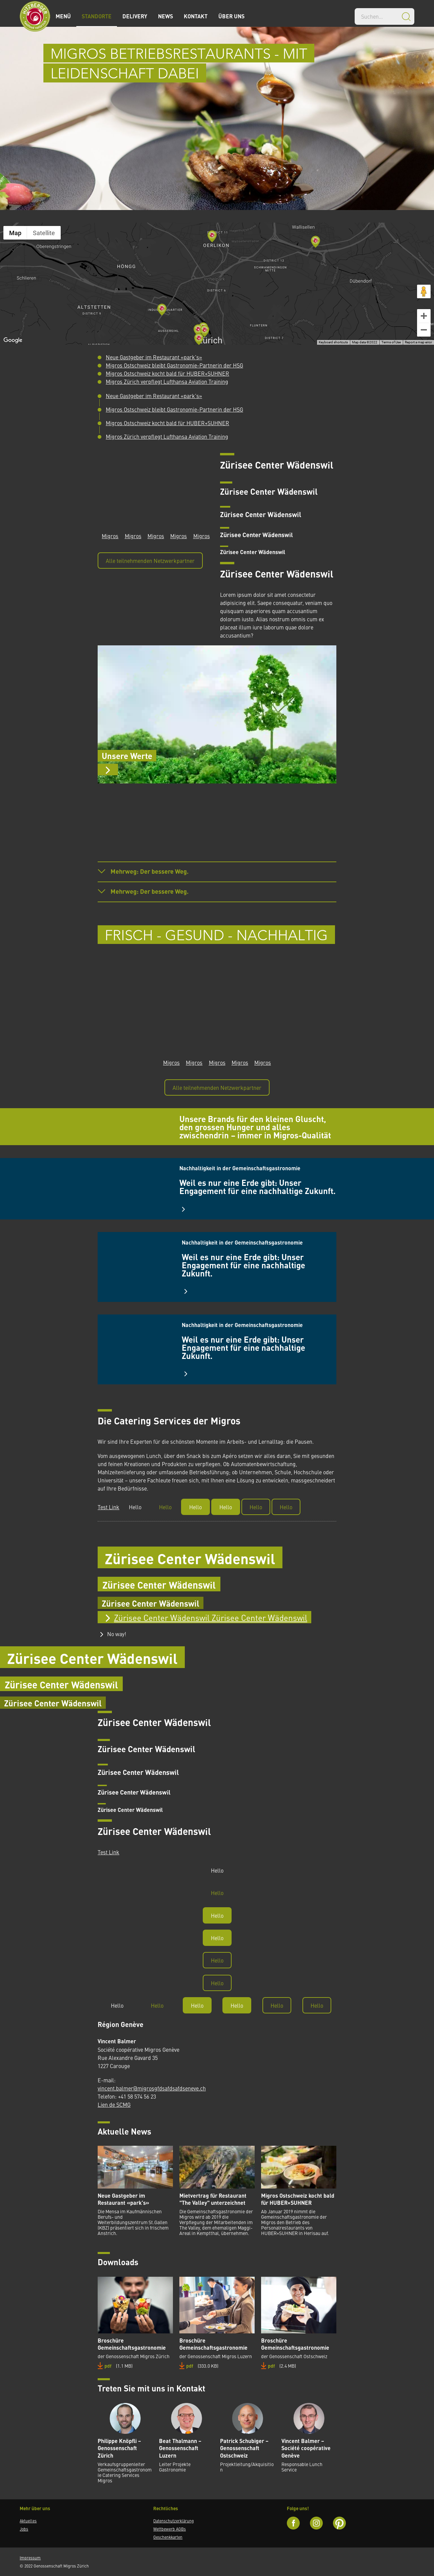 MENÜ STANDORTE DELIVERY NEWS KONTAKT ÜBER UNS
Suchen...
MIGROS BETRIEBSRESTAURANTS - MIT
LEIDENSCHAFT DABEI
Map Satellite
Wallisellen
Oberengstringen
OERLIKON
HÖNGG
Schlieren
Dübendorf
ALTSTETTEN
Zürich
Google
Keyboard shortcuts Map data ©2022 Terms of Use Report a map error
Neue Gastgeber im Restaurant «park's»
Migros Ostschweiz bleibt Gastronomie-Partnerin der HSG
Migros Ostschweiz kocht bald für HUBER+SUHNER
Migros Zürich verpflegt Lufthansa Aviation Training
Neue Gastgeber im Restaurant «park's»
Migros Ostschweiz bleibt Gastronomie-Partnerin der HSG
Migros Ostschweiz kocht bald für HUBER+SUHNER
Migros Zürich verpflegt Lufthansa Aviation Training
Zürisee Center Wädenswil
Zürisee Center Wädenswil
Zürisee Center Wädenswil
Zürisee Center Wädenswil
Zürisee Center Wädenswil
Migros Migros Migros Migros Migros
Alle teilnehmenden Netzwerkpartner
Zürisee Center Wädenswil
Lorem ipsum dolor sit amet consectetur
adipisicing elit. Saepe consequatur, veniam quo
quisquam asperiores quam accusantium
dolorum iusto. Alias nostrum omnis cum ex
placeat illum iure laborum quae dolore
accusantium?
Unsere Werte
Mehrweg: Der bessere Weg.
Mehrweg: Der bessere Weg.
FRISCH - GESUND - NACHHALTIG
Migros Migros Migros Migros Migros
Alle teilnehmenden Netzwerkpartner
Unsere Brands für den kleinen Gluscht,
den grossen Hunger und alles
zwischendrin – immer in Migros-Qualität
Nachhaltigkeit in der Gemeinschaftsgastronomie
Weil es nur eine Erde gibt: Unser
Engagement für eine nachhaltige Zukunft.
Nachhaltigkeit in der Gemeinschaftsgastronomie
Weil es nur eine Erde gibt: Unser
Engagement für eine nachhaltige
Zukunft.
Nachhaltigkeit in der Gemeinschaftsgastronomie
Weil es nur eine Erde gibt: Unser
Engagement für eine nachhaltige
Zukunft.
Die Catering Services der Migros
Wir sind Ihre Experten für die schönsten Momente im Arbeits- und Lernalltag: die Pausen.
Vom ausgewogenen Lunch, über den Snack bis zum Apéro setzen wir alles daran, Sie mit gesunden
und feinen Kreationen und Produkten zu verpflegen. Ob Automatenbewirtschaftung,
Mahlzeitenlieferung oder umfassende Betriebsführung; ob Unternehmen, Schule, Hochschule oder
Universität – unsere Fachleute freuen sich, mit Ihnen eine Lösung zu entwickeln, massgeschneidert
auf Ihre Bedürfnisse.
Test Link Hello Hello Hello Hello Hello Hello
Zürisee Center Wädenswil
Zürisee Center Wädenswil
Zürisee Center Wädenswil
Zürisee Center Wädenswil Zürisee Center Wädenswil
No way!
Zürisee Center Wädenswil
Zürisee Center Wädenswil
Zürisee Center Wädenswil
Zürisee Center Wädenswil
Zürisee Center Wädenswil
Zürisee Center Wädenswil
Zürisee Center Wädenswil
Zürisee Center Wädenswil
Zürisee Center Wädenswil
Test Link
Hello
Hello
Hello
Hello
Hello
Hello
Hello Hello Hello Hello Hello Hello
Région Genève
Vincent Balmer
Société coopérative Migros Genève
Rue Alexandre Gavard 35
1227 Carouge
E-mail:
vincent.balmer@migrosgfdsafdsafdseneve.ch
Telefon: +41 58 574 56 23
Lien de SCMG
Aktuelle News
Neue Gastgeber im
Restaurant «park's»
Die Mensa im Kaufmännischen
Berufs- und
Weiterbildungszentrum St.Gallen
(KBZ) präsentiert sich in frischem
Anstrich.
Mietvertrag für Restaurant
"The Valley" unterzeichnet
Die Gemeinschaftsgastronomie der
Migros wird ab 2019 die
Verpflegung der Mitarbeitenden im
The Valley, dem ehemaligen Maggi-
Areal in Kempttal, übernehmen.
Migros Ostschweiz kocht bald
für HUBER+SUHNER
Ab Januar 2019 nimmt die
Gemeinschaftsgastronomie der
Migros den Betrieb des
Personalrestaurants von
HUBER+SUHNER in Herisau auf.
Downloads
Broschüre
Gemeinschaftsgastronomie
der Genossenschaft Migros Zürich
pdf (1.1 MB)
Broschüre
Gemeinschaftsgastronomie
der Genossenschaft Migros Luzern
pdf (333.0 KB)
Broschüre
Gemeinschaftsgastronomie
der Genossenschaft Ostschweiz
pdf (2.4 MB)
Treten Sie mit uns in Kontakt
Philippe Knöpfli –
Genossenschaft
Zürich
Verkaufsgruppenleiter
Gemeinschaftsgastronom
ie Catering Services
Migros
Beat Thalmann –
Genossenschaft
Luzern
Leiter Projekte
Gastronomie
Patrick Schubiger –
Genossenschaft
Ostschweiz
Projektleitung/Akquisitio
n
Vincent Balmer –
Société coopérative
Genève
Responsable Lunch
Service
Mehr über uns
Aktuelles
Jobs
Rechtliches
Datenschutzerklärung
Wettbewerb AGBs
Geschenkkarten
Folge uns!
Impressum
© 2022 Genossenschaft Migros Zürich